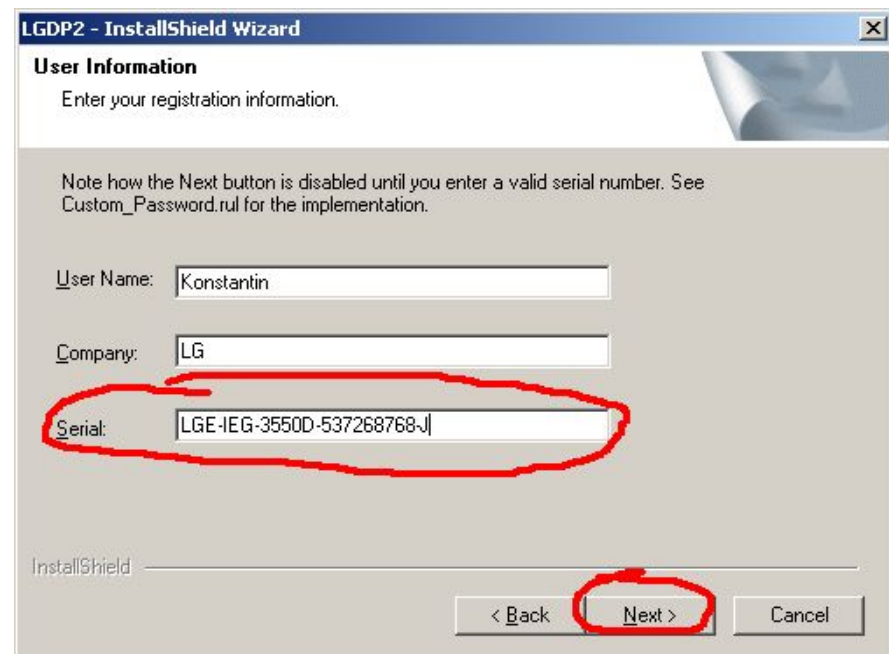 LGDP2 - InstallShield Wizard
User Information
Enter your registration information.
Note how the Next button is disabled until you enter a valid serial number. See
Custom_Password.rul for the implementation.
User Name: Konstantin
Company: LG
Serial: LGE-IEG-3550D-537268768-J
InstallShield
< Back Next > Cancel